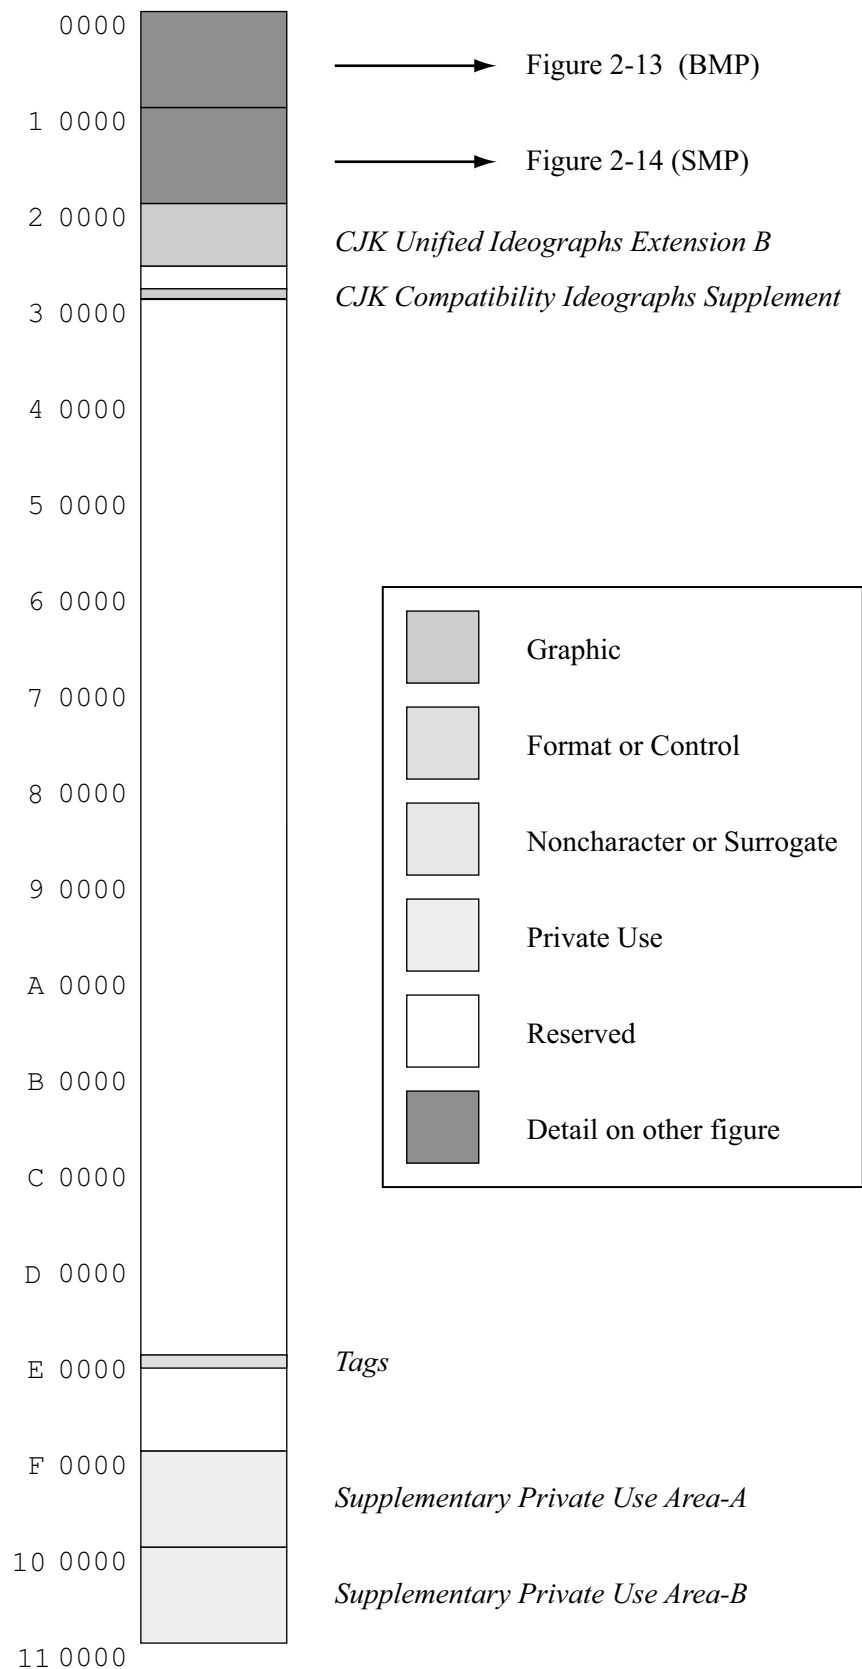 0000
Figure 2-13 (BMP)
1 0000
Figure 2-14 (SMP)
2 0000
CJK Unified Ideographs Extension B
CJK Compatibility Ideographs Supplement
3 0000
4 0000
5 0000
6 0000
7 0000
8 0000
9 0000
A 0000
B 0000
C 0000
D 0000
E 0000
F 0000
10 0000
11 0000
Graphic
Format or Control
Noncharacter or Surrogate
Private Use
Reserved
Detail on other figure
Tags
Supplementary Private Use Area-A
Supplementary Private Use Area-B